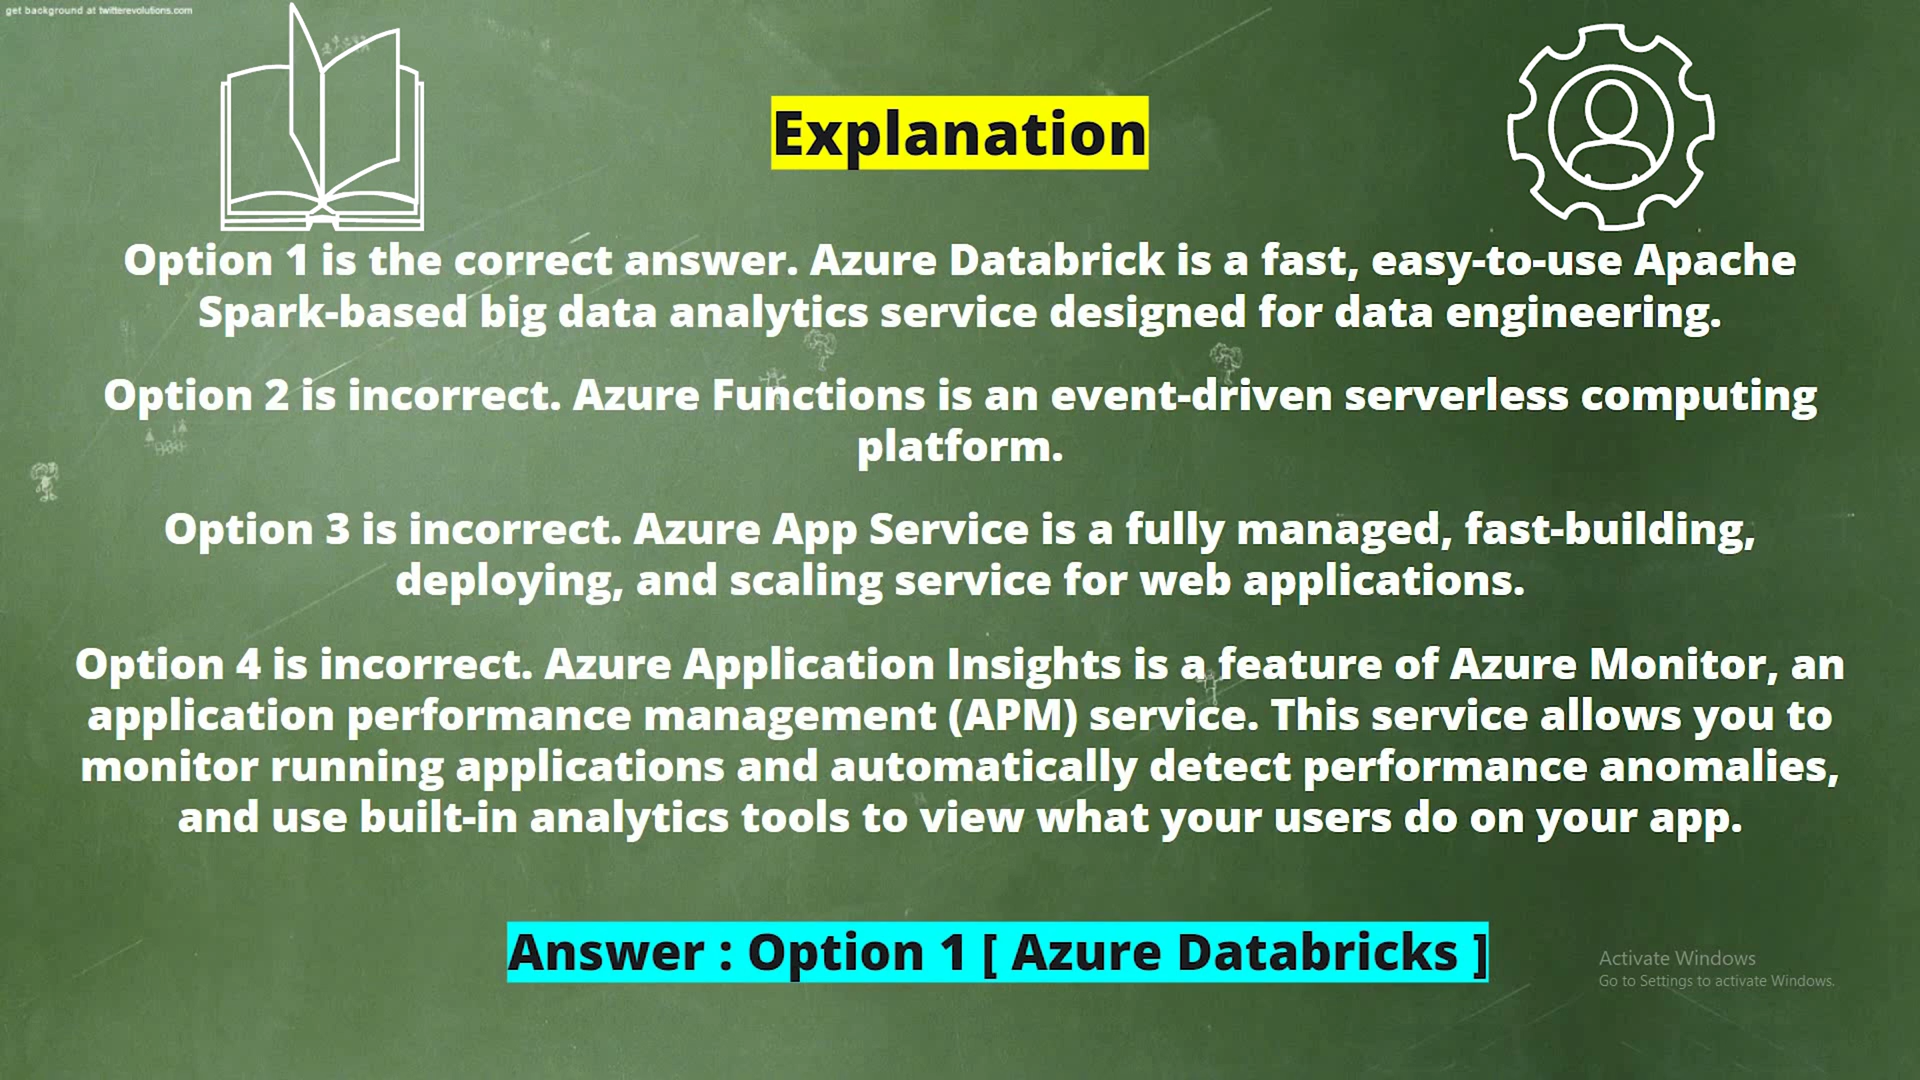 get background at twitterevolutions.com
Explanation
Option 1 is the correct answer. Azure Databrick is a fast, easy-to-use Apache
Spark-based big data analytics service designed for data engineering.
Option 2 is incorrect. Azure Functions is an event-driven serverless computing
platform.
Option 3 is incorrect. Azure App Service is a fully managed, fast-building,
deploying, and scaling service for web applications.
Option 4 is incorrect. Azure Application Insights is a feature of Azure Monitor, an
application performance management (APM) service. This service allows you to
monitor running applications and automatically detect performance anomalies,
and use built-in analytics tools to view what your users do on your app.
Answer : Option 1 [ Azure Databricks ]
Activate Windows
Go to Settings to activate Windows.